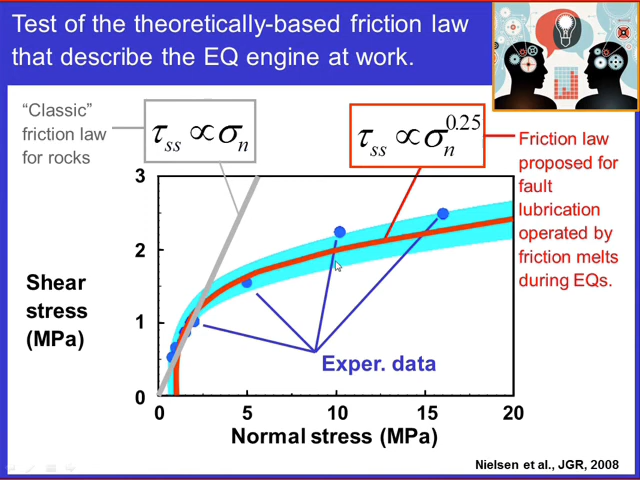 Test of the theoretically-based friction law
that describe the EQ engine at work.
“Classic”
friction law
for rocks
τss ∝ σn
τss ∝ σn^0.25
Friction law
proposed for
fault
lubrication
operated by
friction melts
during EQs.
3
2
1
0
Shear
stress
(MPa)
Exper. data
0 5 10 15 20
Normal stress (MPa)
Nielsen et al., JGR, 2008